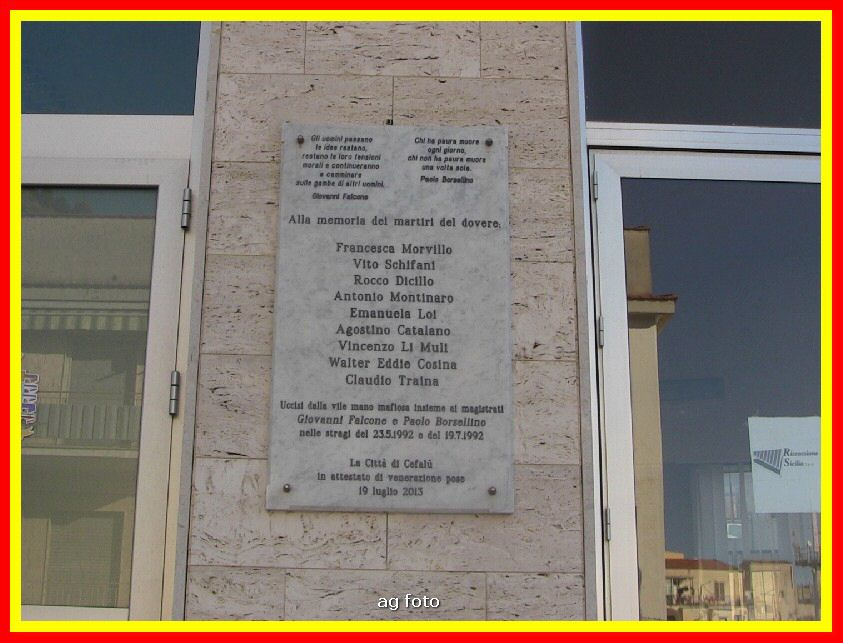 Gli uomini passano
le idee restano,
restano le loro tensioni
morali e continueranno
a camminare
sulle gambe di altri uomini.
Giovanni Falcone
Chi ha paura muore
ogni giorno,
chi non ha paura muore
una volta sola.
Paolo Borsellino
Alla memoria dei martiri del dovere:
Francesca Morvillo
Vito Schifani
Rocco Dicillo
Antonio Montinaro
Emanuela Loi
Agostino Catalano
Vincenzo Li Muli
Walter Eddie Cosina
Claudio Traina
Uccisi dalla vile mano mafiosa insieme ai magistrati
Giovanni Falcone e Paolo Borsellino
nelle stragi del 23.5.1992 e del 19.7.1992
La Città di Cefalù
in attestato di venerazione pose
19 luglio 2013
Riscossione
Sicilia
ag foto